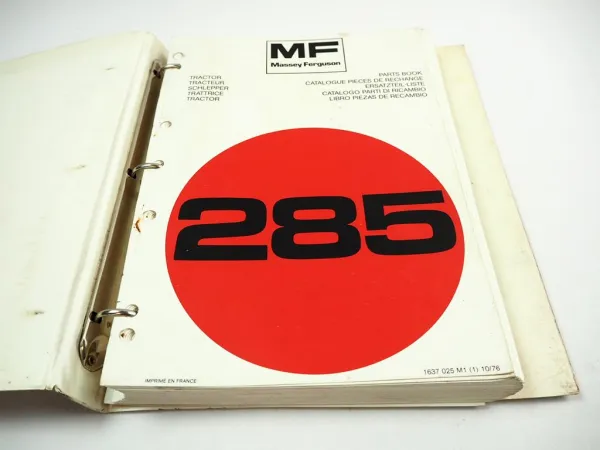 MF
Massey Ferguson
TRACTOR
TRACTEUR
SCHLEPPER
TRATTRICE
TRACTOR
PARTS BOOK
CATALOGUE PIECES DE RECHANGE
ERSATZTEIL LISTE
CATALOGO PARTI DI RICAMBIO
LIBRO PIEZAS DE RECAMBIO
285
IMPRIMÉ EN FRANCE
1637 025 M1 (1) 10/76